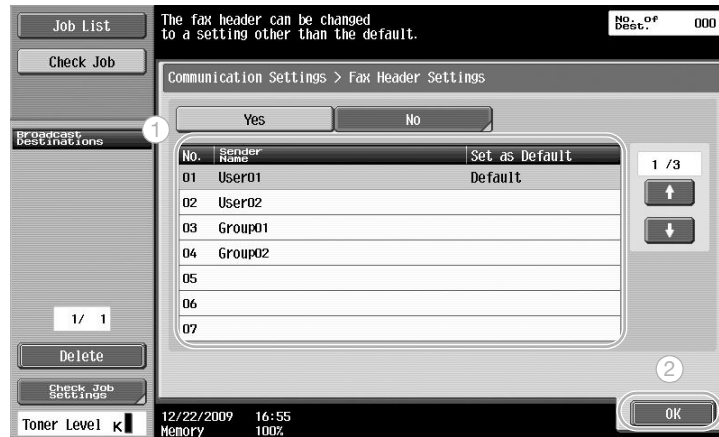 Job List
Check Job
The fax header can be changed
to a setting other than the default.
No. of
Dest.
000
Communication Settings > Fax Header Settings
1
Yes
No
Broadcast
Destinations
No.
Sender
Name
Set as Default
01 User01 Default
02 User02
03 Group01
04 Group02
05
06
07
1 /3
1/ 1
Delete
Check Job
Settings
Toner Level K
12/22/2009 16:55
Memory 100%
2
OK